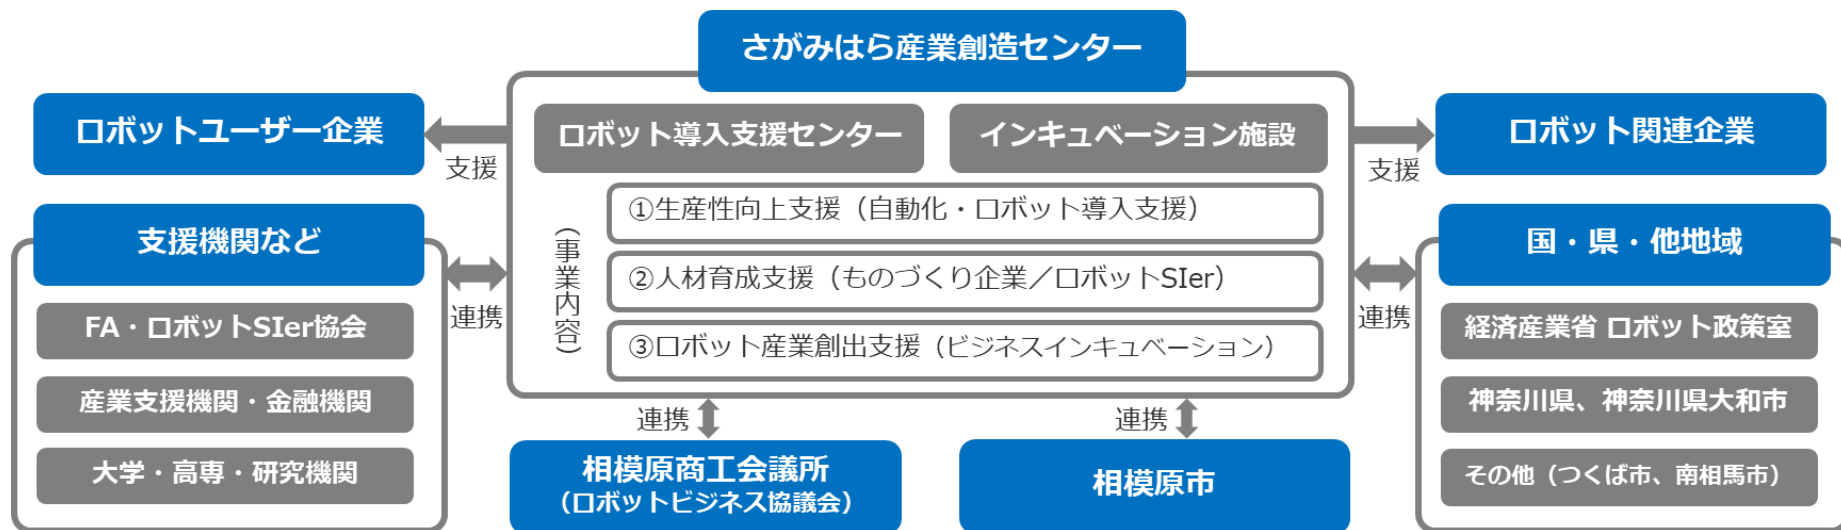 さがみはら産業創造センター
ロボットユーザー企業
支援
ロボット導入支援センター
インキュベーション施設
ロボット関連企業
支援
(事業内容)
①生産性向上支援（自動化・ロボット導入支援）
②人材育成支援（ものづくり企業／ロボットSIer）
③ロボット産業創出支援（ビジネスインキュベーション）
支援機関など
連携
FA・ロボットSIer協会
産業支援機関・金融機関
大学・高専・研究機関
国・県・他地域
連携
経済産業省 ロボット政策室
神奈川県、神奈川県大和市
その他（つくば市、南相馬市）
連携
相模原商工会議所
（ロボットビジネス協議会）
連携
相模原市